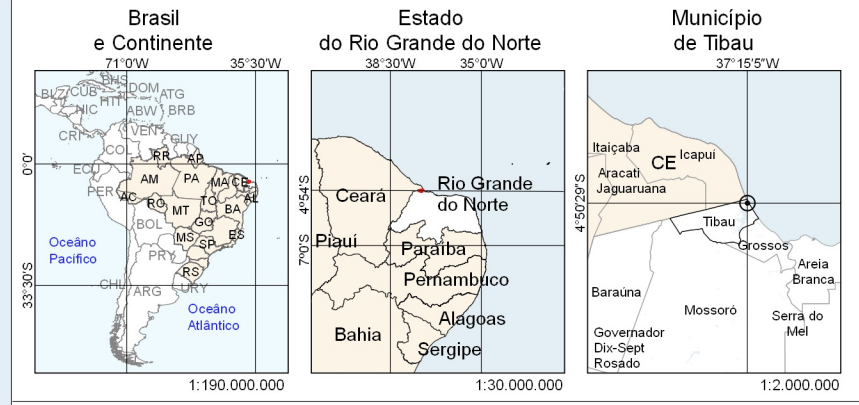 Brasil
e Continente
71°0'W
35°30'W
BHS
BLZ
CUB
DOM
ATG
HTI
NIC
ABW
BRB
CRI
VEN
GUY
COL
RR
AP
0°0'
ECU
AM
PA
MA
CE
PER
AC
RO
TO
AL
MT
BA
BOL
GO
MS
ES
SP
Oceâno
Pacífico
PRY
RS
33°30'S
CHL
ARG
URY
Oceâno
Atlântico
1:190.000.000
Estado
do Rio Grande do Norte
38°30'W
35°0'W
4°54'S
Rio Grande
do Norte
Ceará
7°0'S
Piauí
Paraíba
Pernambuco
Alagoas
Bahia
Sergipe
1:30.000.000
Município
de Tibau
37°15'5'W
Itaiçaba
CE
Icapuí
Aracati
Jaguaruana
4°50'29"S
Tibau
Grossos
Areia
Branca
Baraúna
Mossoró
Serra do
Mel
Governador
Dix-Sept
Rosado
1:2.000.000